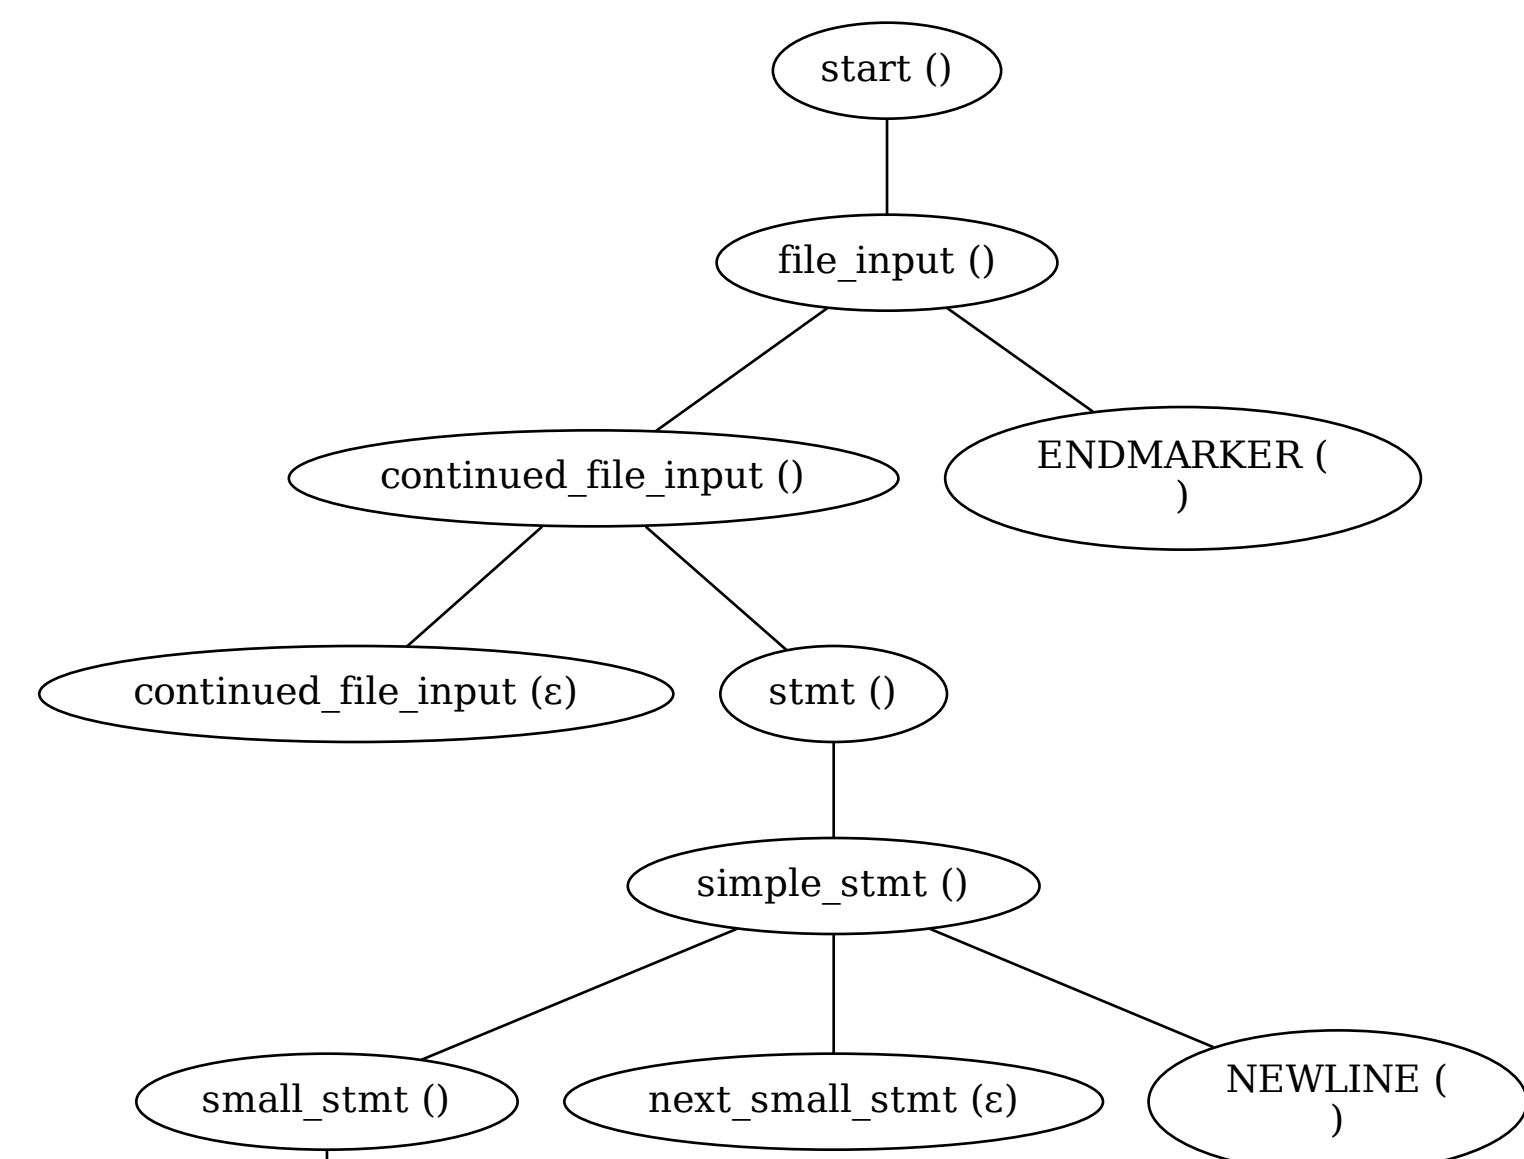 start ()
file_input ()
continued_file_input ()
ENDMARKER (
)
continued_file_input (ε)
stmt ()
simple_stmt ()
small_stmt ()
next_small_stmt (ε)
NEWLINE (
)